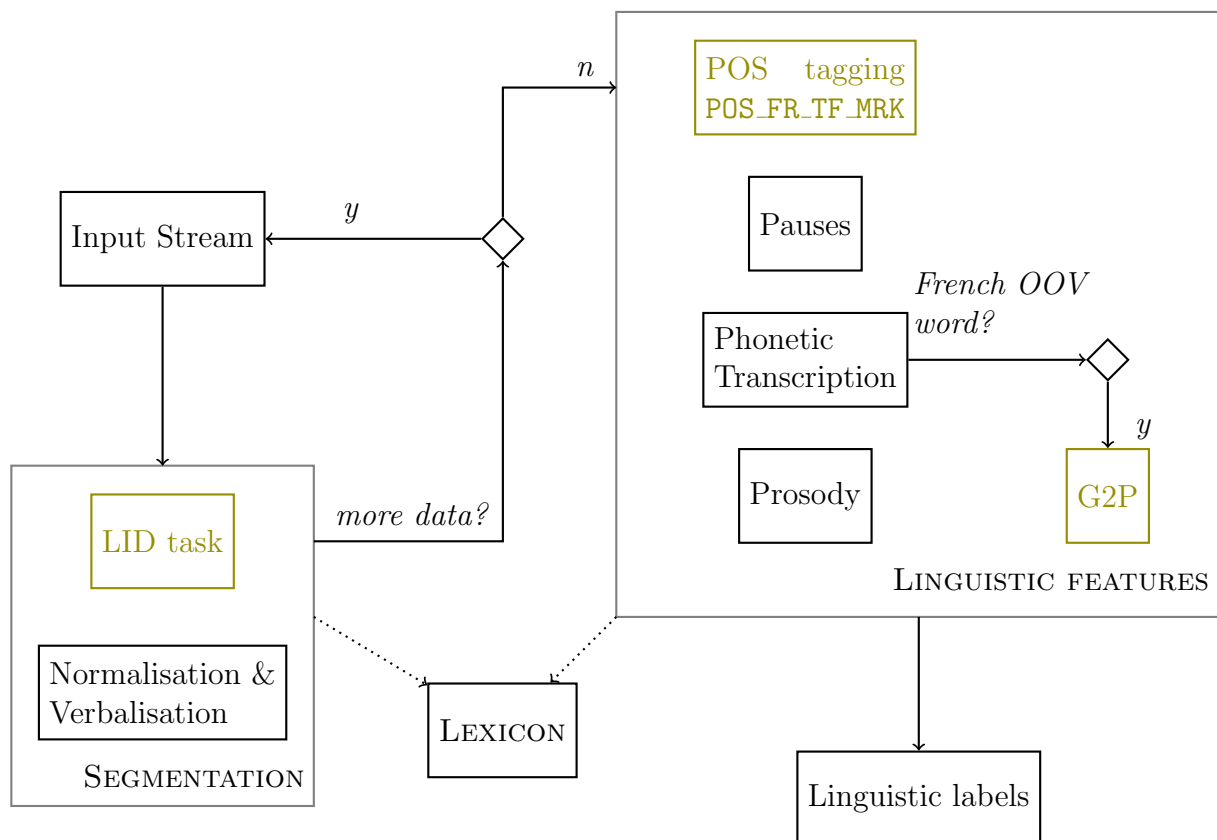 n
POS tagging
POS_FR_TF_MRK
Input Stream
y
Pauses
French OOV
word?
Phonetic
Transcription
y
LID task
more data?
Prosody
G2P
LINGUISTIC FEATURES
Normalisation &
Verbalisation
SEGMENTATION
LEXICON
Linguistic labels